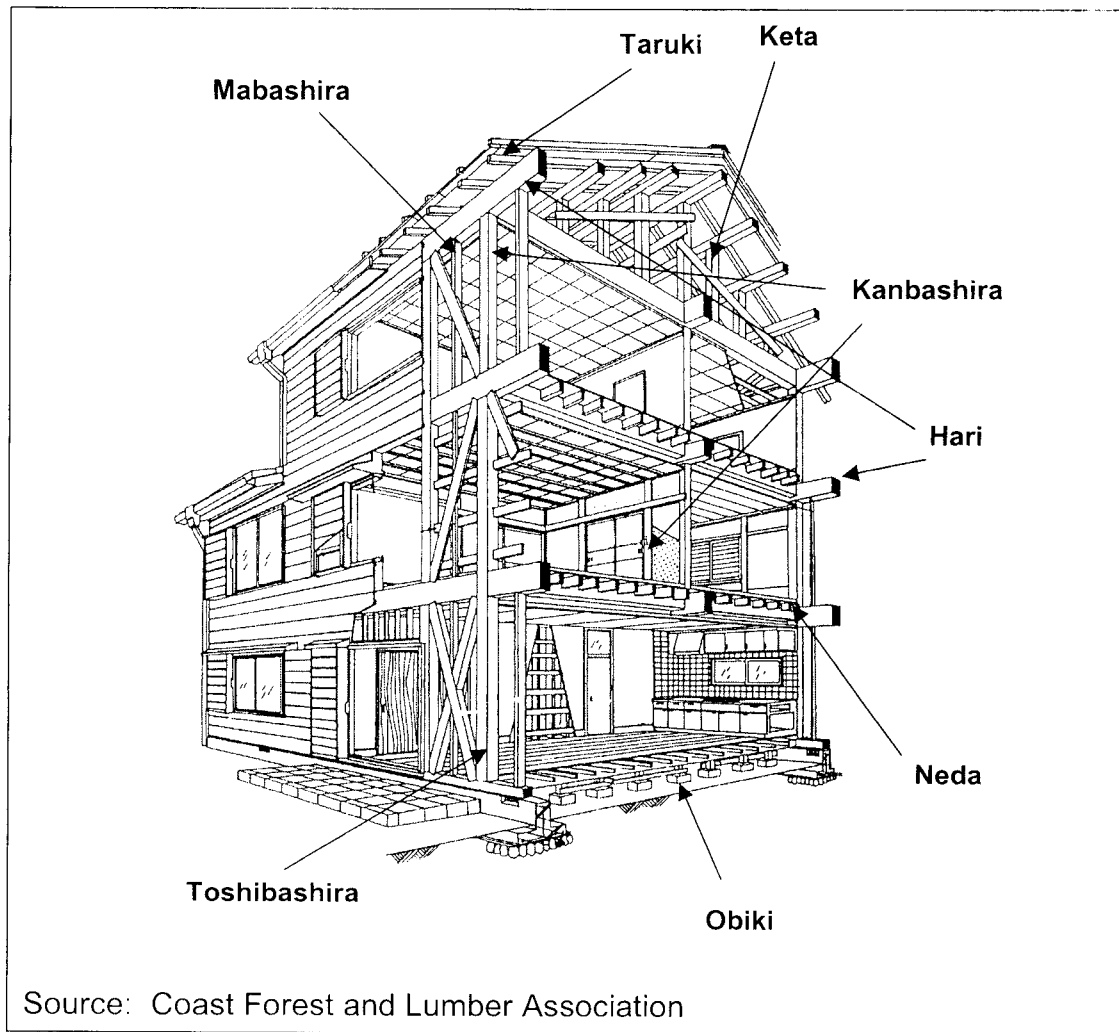 Keta
Taruki
Mabashira
Kanbashira
Hari
Neda
Toshibashira
Obiki
Source: Coast Forest and Lumber Association